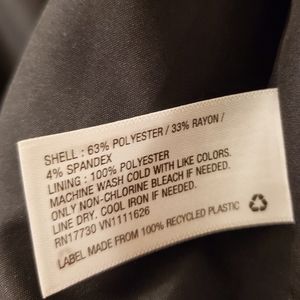 SHELL : 63% POLYESTER / 33% RAYON /
4% SPANDEX
LINING : 100% POLYESTER
MACHINE WASH COLD WITH LIKE COLORS.
ONLY NON-CHLORINE BLEACH IF NEEDED.
LINE DRY. COOL IRON IF NEEDED.
RN17730 VN1111626
LABEL MADE FROM 100% RECYCLED PLASTIC